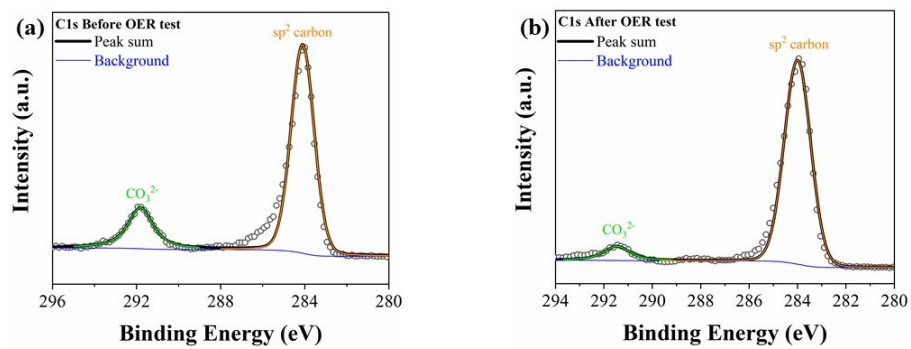 (a)
C1s Before OER test
Peak sum
Background
sp² carbon
CO₃²⁻
Intensity (a.u.)
296 292 288 284 280
Binding Energy (eV)
(b)
C1s After OER test
Peak sum
Background
sp² carbon
CO₃²⁻
Intensity (a.u.)
294 292 290 288 286 284 282 280
Binding Energy (eV)